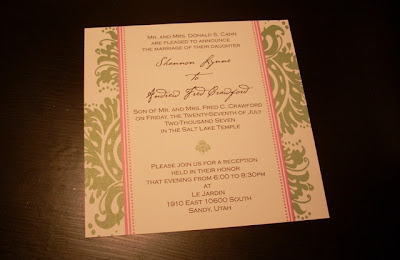 Mr. and Mrs. Donald S. Cahn
are pleased to announce
the marriage of their daughter
Shannon Lynne
to
Andrew Fred Crawford
Son of Mr. and Mrs. Fred C. Crawford
on Friday, the Twenty-Seventh of July
Two-Thousand Seven
in the Salt Lake Temple
Please join us for a reception
held in their honor
that evening from 6:00 to 8:30pm
at
Le Jardin
1910 East 10600 South
Sandy, Utah